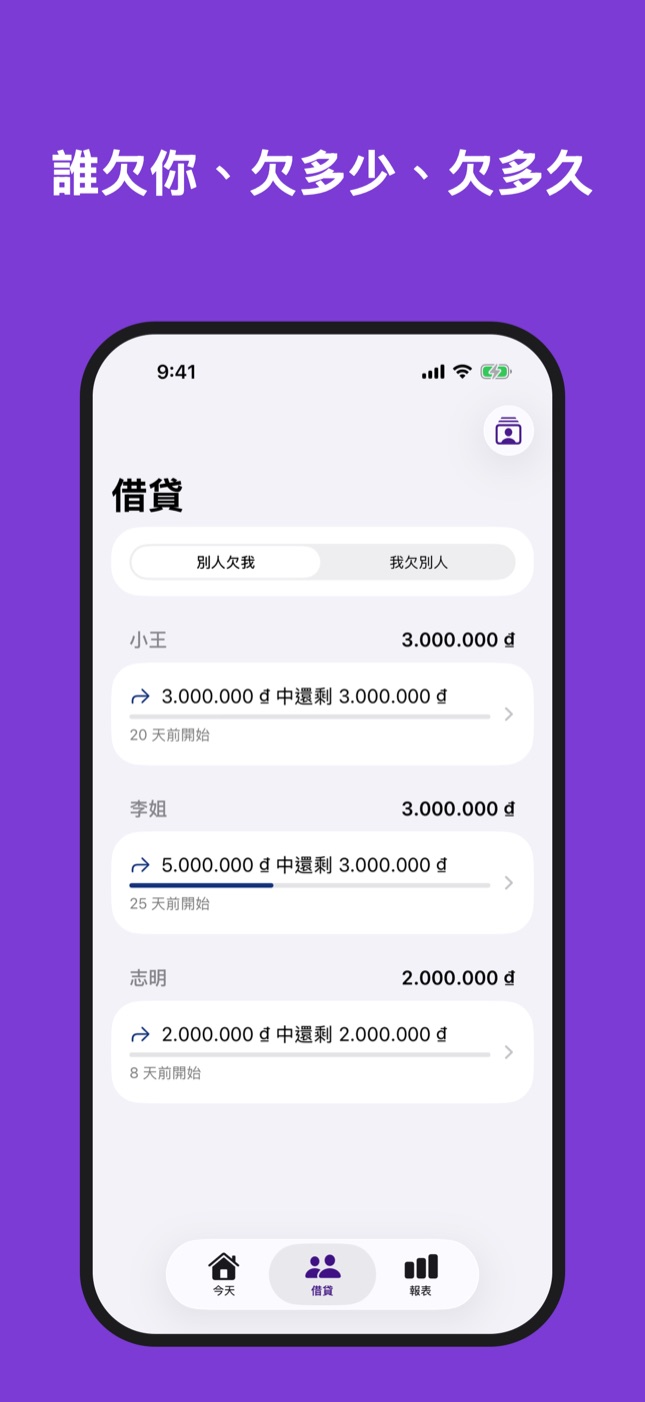 誰欠你、欠多少、欠多久
9:41
借貸
別人欠我
我欠別人
小王
3.000.000 ₫
3.000.000 ₫ 中還剩 3.000.000 ₫
20 天前開始
李姐
3.000.000 ₫
5.000.000 ₫ 中還剩 3.000.000 ₫
25 天前開始
志明
2.000.000 ₫
2.000.000 ₫ 中還剩 2.000.000 ₫
8 天前開始
今天
借貸
報表